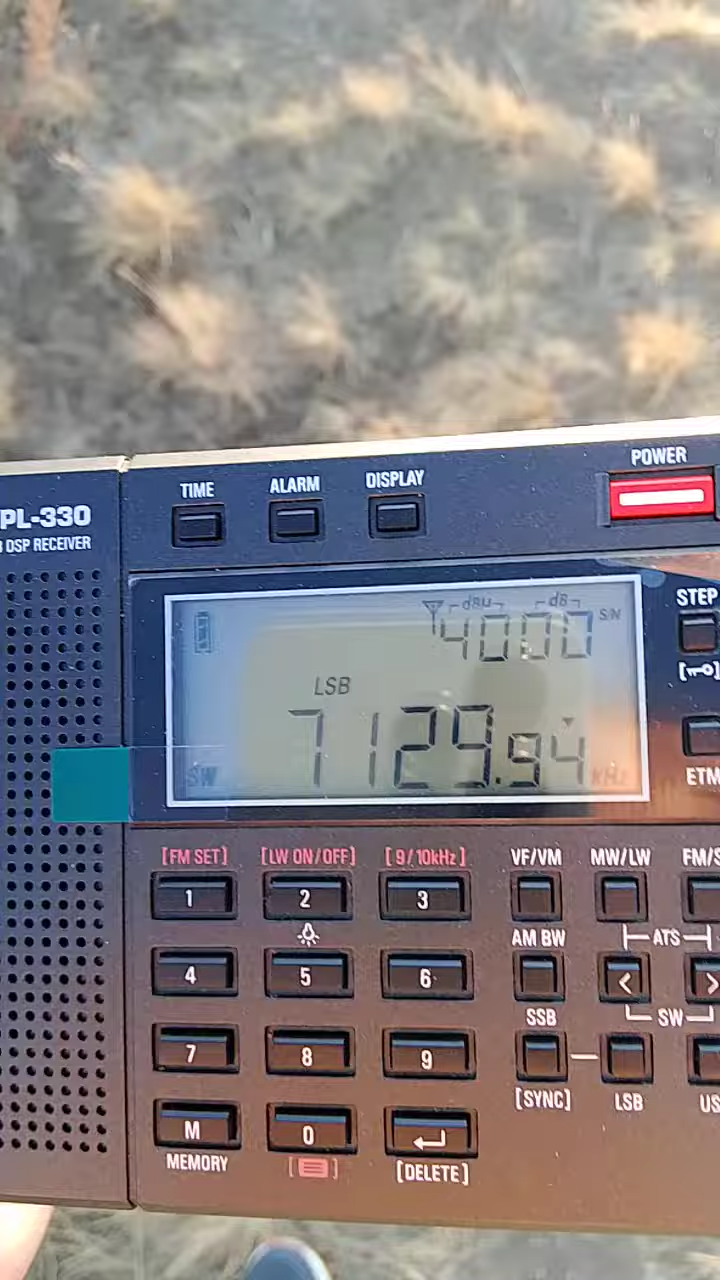 POWER
TIME ALARM DISPLAY
PL-330
DSP RECEIVER
STEP
dBµ dB S/N
4000
LSB
7129.94
SW kHz
ETM
[FM SET] [LW ON/OFF] [9/10kHz] VF/VM MW/LW FM/S
1 2 3
AM BW ATS
4 5 6 < >
SSB SW
7 8 9
[SYNC] LSB US
M 0
MEMORY [DELETE]